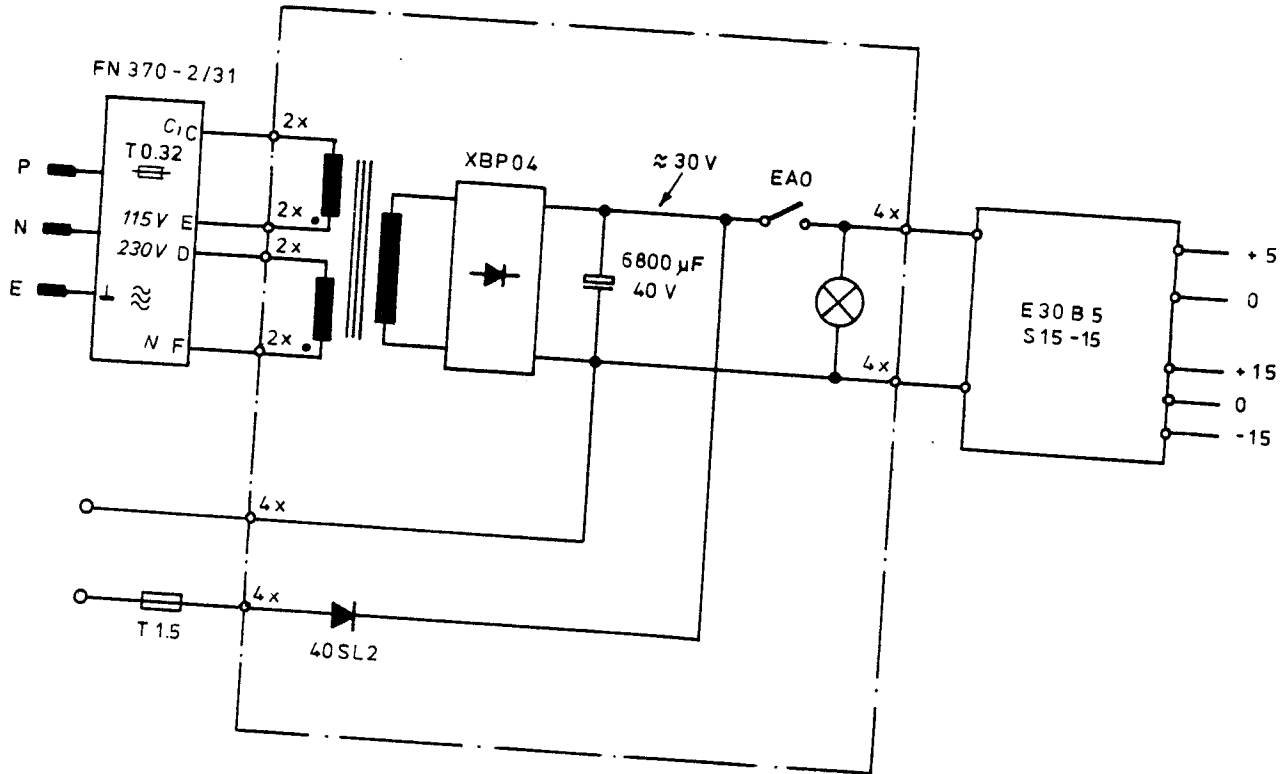 FN 370 - 2/31
C₁C
2x
T 0.32
P
XBP04
≈ 30 V
EA0
115V E
2x
N
230V D
2x
4x
+ 5
6800 µF
40 V
E
0
E 30 B 5
S 15 - 15
N F
2x
4x
+ 15
0
- 15
4x
4x
T 1.5
40SL2